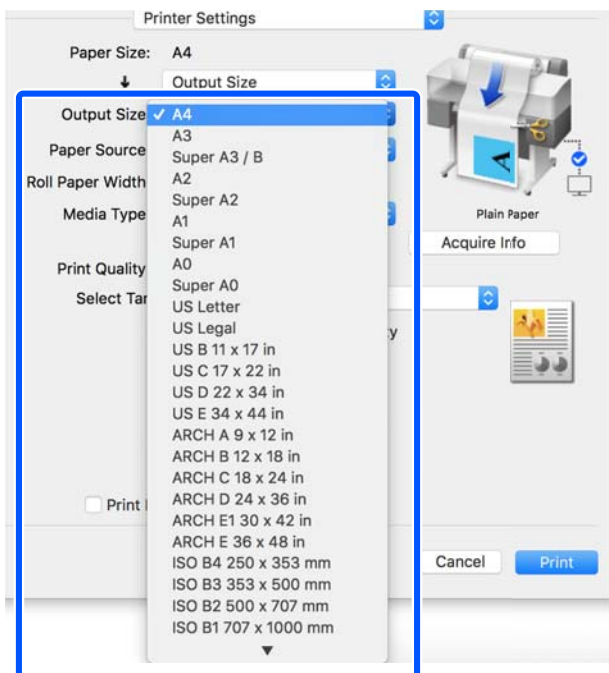 Printer Settings
Paper Size: A4
Output Size
Output Size ✓ A4
A3
Paper Source
Super A3 / B
A2
Roll Paper Width
Super A2
Media Type
A1
Plain Paper
Super A1
Acquire Info
A0
Print Quality
Super A0
Select Tar
US Letter
US Legal
y
US B 11 x 17 in
US C 17 x 22 in
US D 22 x 34 in
US E 34 x 44 in
ARCH A 9 x 12 in
ARCH B 12 x 18 in
ARCH C 18 x 24 in
ARCH D 24 x 36 in
Print
ARCH E1 30 x 42 in
ARCH E 36 x 48 in
ISO B4 250 x 353 mm
Cancel
Print
ISO B3 353 x 500 mm
ISO B2 500 x 707 mm
ISO B1 707 x 1000 mm